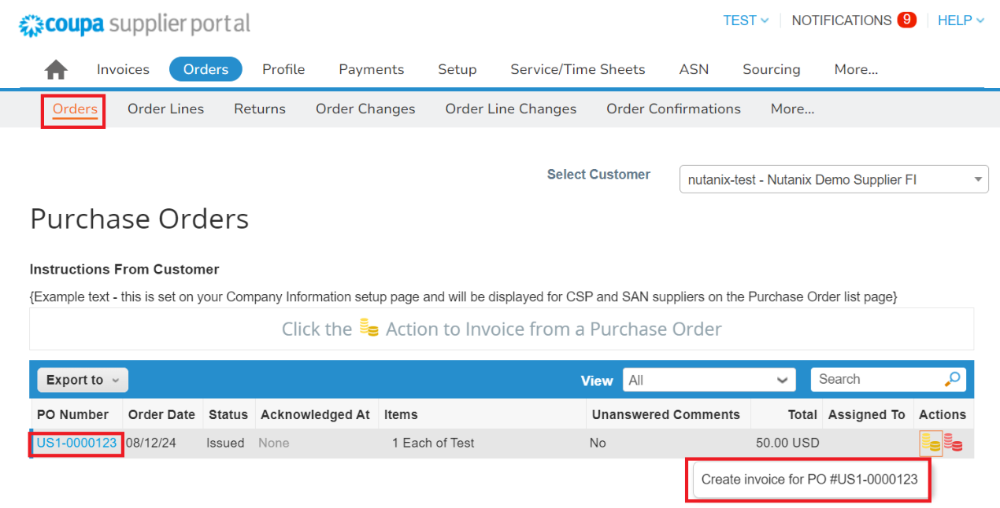 coupa supplier portal
TEST NOTIFICATIONS 9 HELP
Invoices Orders Profile Payments Setup Service/Time Sheets ASN Sourcing More...
Orders Order Lines Returns Order Changes Order Line Changes Order Confirmations More...
Select Customer nutanix-test - Nutanix Demo Supplier FI
Purchase Orders
Instructions From Customer
{Example text - this is set on your Company Information setup page and will be displayed for CSP and SAN suppliers on the Purchase Order list page}
Click the Action to Invoice from a Purchase Order
Export to View All Search
PO Number Order Date Status Acknowledged At Items Unanswered Comments Total Assigned To Actions
US1-0000123 08/12/24 Issued None 1 Each of Test No 50.00 USD
Create invoice for PO #US1-0000123